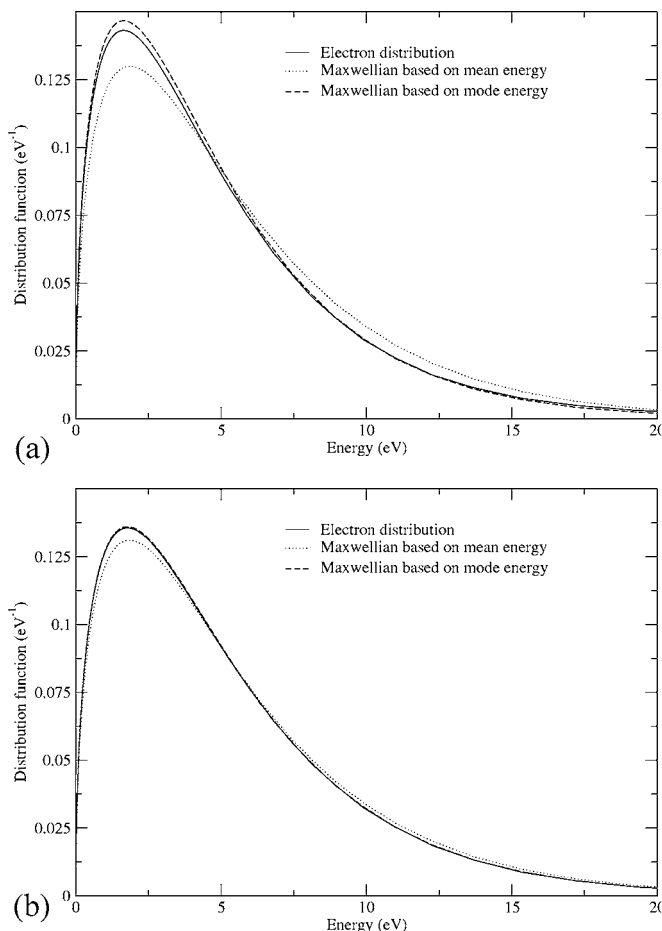 0.125
0.1
0.075
0.05
0.025
0
Distribution function (eV-1)
Electron distribution
Maxwellian based on mean energy
Maxwellian based on mode energy
0 5 10 15 20
Energy (eV)
(a)
0.125
0.1
0.075
0.05
0.025
0
Distribution function (eV-1)
Electron distribution
Maxwellian based on mean energy
Maxwellian based on mode energy
0 5 10 15 20
Energy (eV)
(b)